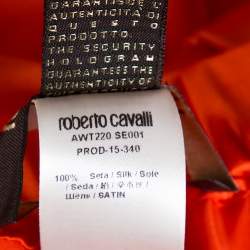 GARANTISCE L'
AUTENTICITA DI
QUESTO
PRODOTTO.
THE SECURITY
HOLOGRAM
GUARANTEES THE
AUTHENTICITY OF
roberto cavalli
AWT220 SE001
PROD-15-340
100% Seta / Silk / Soie
/ Seda /
/ SATIN